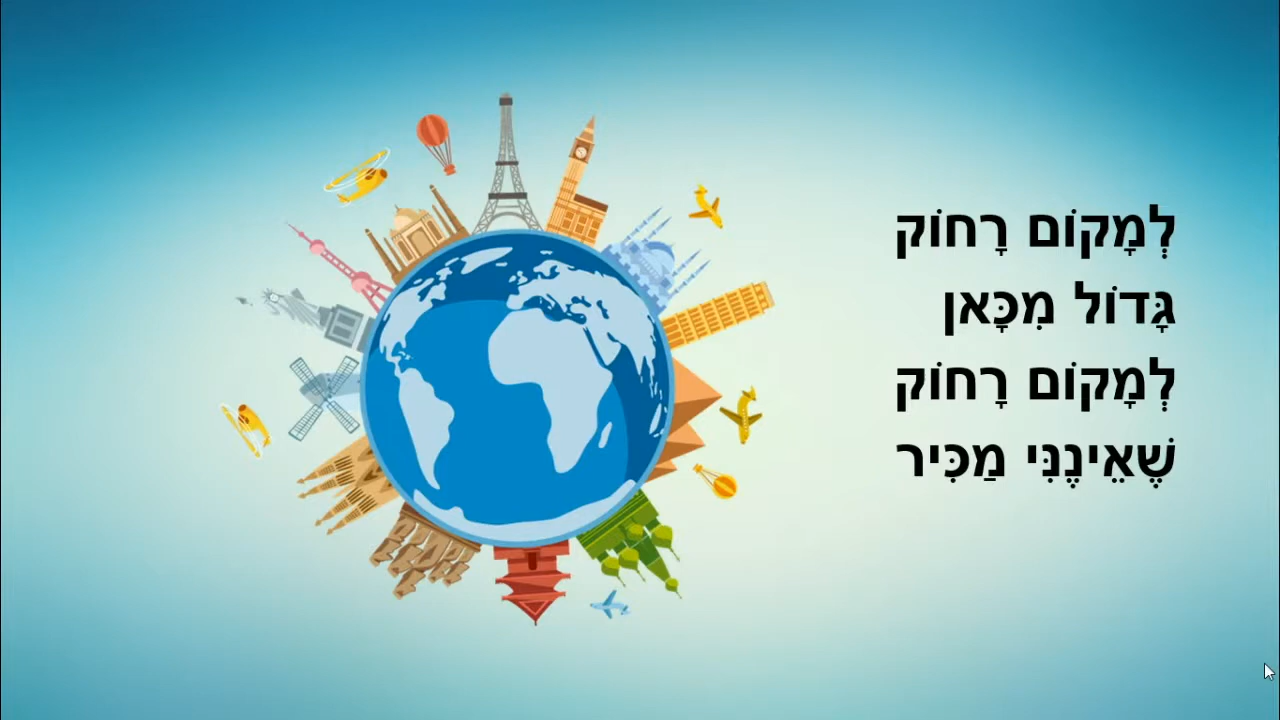 לְמָקוֹם רָחוֹק
גָּדוֹל מִכָּאן
לְמָקוֹם רָחוֹק
שֶׁאֵינֶנִּי מַכִּיר